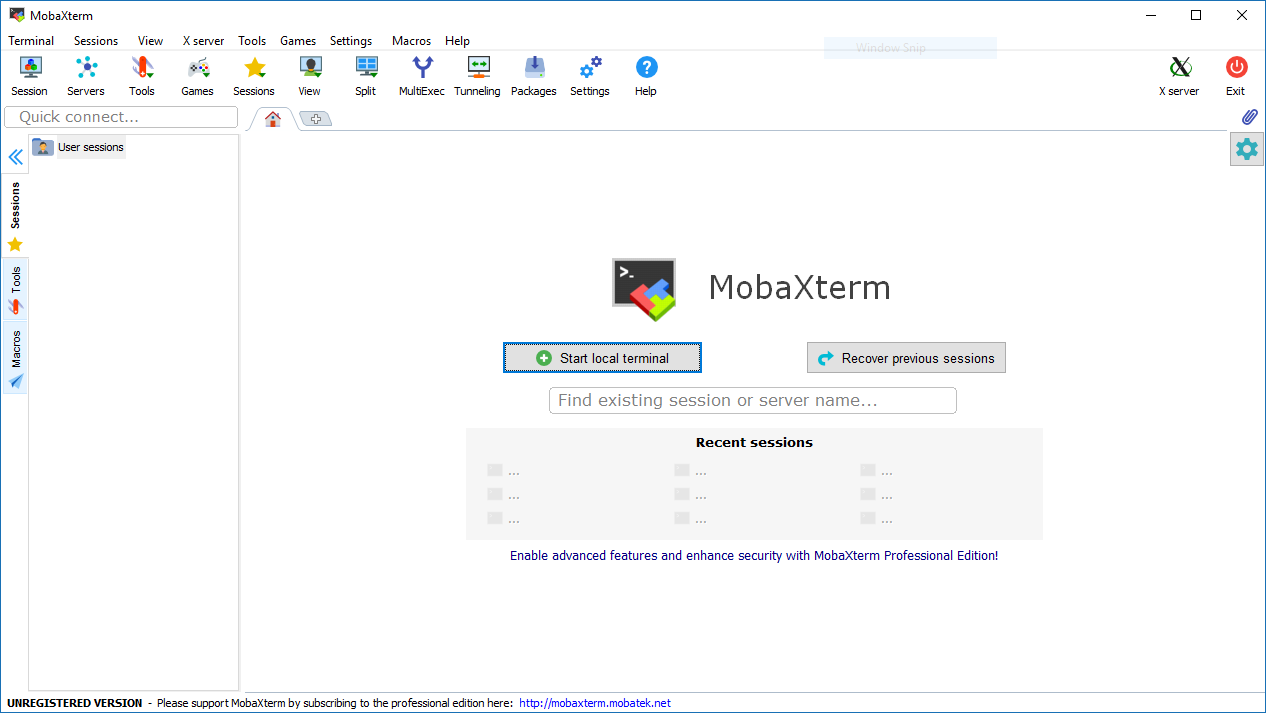 MobaXterm
Terminal Sessions View X server Tools Games Settings Macros Help
Window Snip
Session Servers Tools Games Sessions View Split MultiExec Tunneling Packages Settings Help X server Exit
Quick connect...
User sessions
Sessions
Tools
Macros
>_
MobaXterm
Start local terminal
Recover previous sessions
Find existing session or server name...
Recent sessions
... ... ...
... ... ...
... ... ...
Enable advanced features and enhance security with MobaXterm Professional Edition!
UNREGISTERED VERSION - Please support MobaXterm by subscribing to the professional edition here: http://mobaxterm.mobatek.net